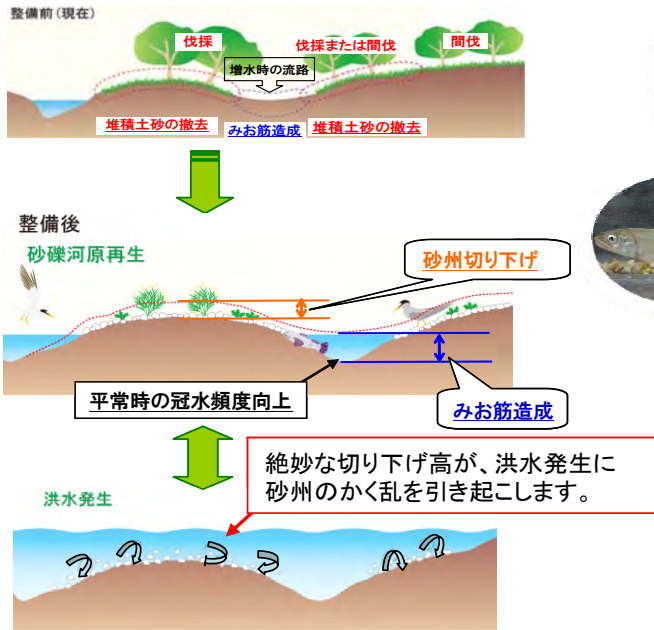 整備前(現在)
伐採
伐採または間伐
間伐
増水時の流路
堆積土砂の撤去
みお筋造成
堆積土砂の撤去
整備後
砂礫河原再生
砂州切り下げ
平常時の冠水頻度向上
みお筋造成
絶妙な切り下げ高が、洪水発生に
砂州のかく乱を引き起こします。
洪水発生